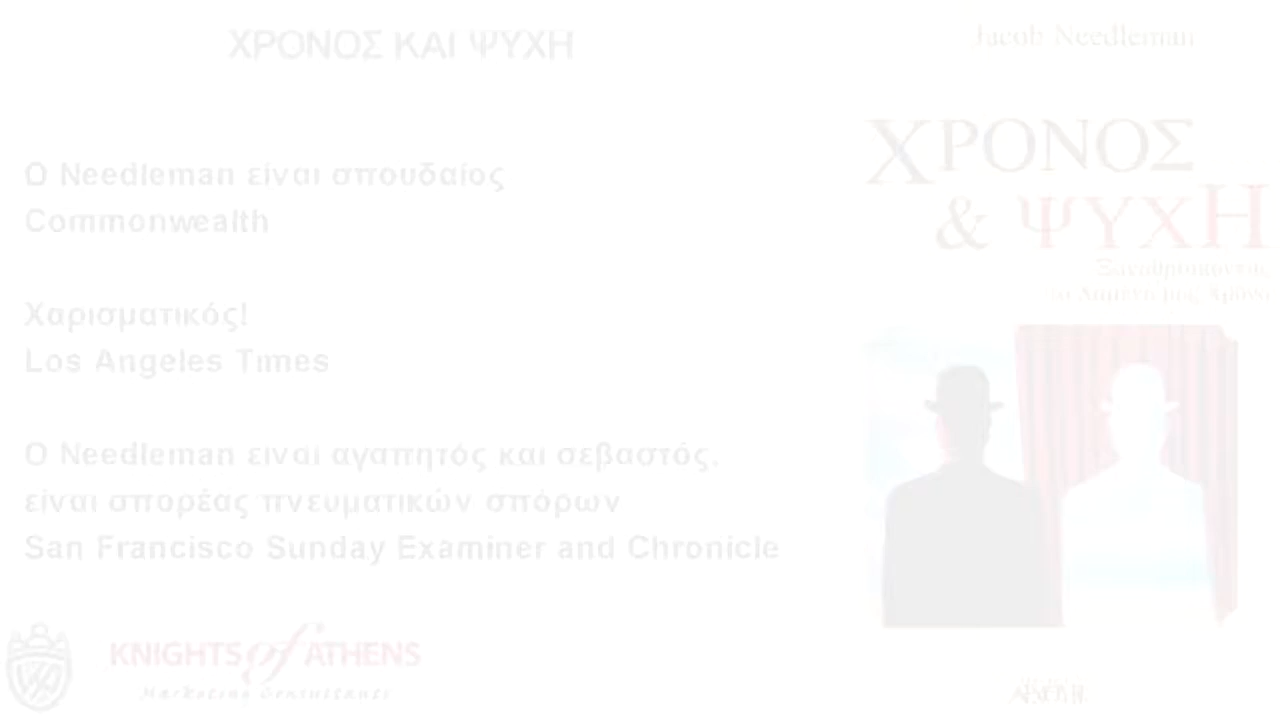 ΧΡΟΝΟΣ ΚΑΙ ΨΥΧΗ
Ο Needleman είναι σπουδαίος
Commonwealth
Χαρισματικός!
Los Angeles Times
Ο Needleman είναι αγαπητός και σεβαστός.
είναι σπορέας πνευματικών σπόρων
San Francisco Sunday Examiner and Chronicle
KNIGHTS of ATHENS
Marketing Consultants
Jacob Needleman
ΧΡΟΝΟΣ
& ΨΥΧΗ